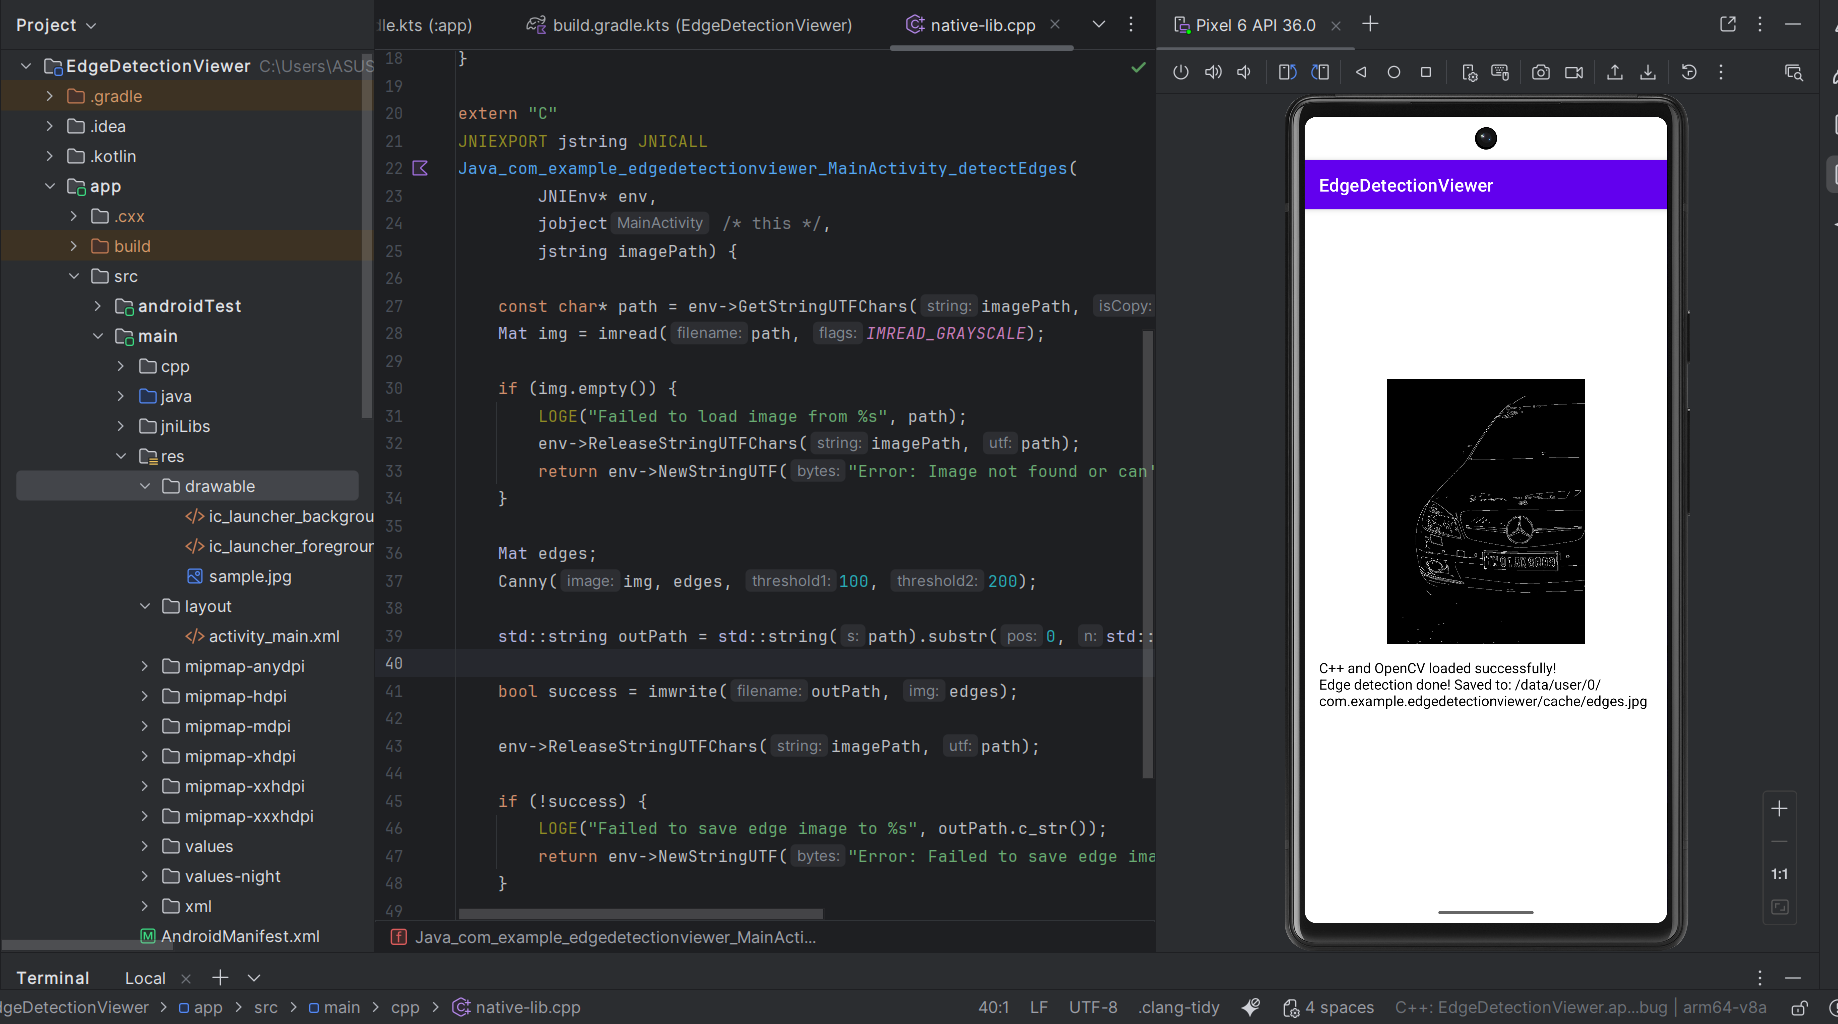 Project
dle.kts (:app)
build.gradle.kts (EdgeDetectionViewer)
native-lib.cpp
Pixel 6 API 36.0
EdgeDetectionViewer C:\Users\ASUS
.gradle
.idea
.kotlin
app
.cxx
build
src
androidTest
main
cpp
java
jniLibs
res
drawable
ic_launcher_backgrou
ic_launcher_foregrour
sample.jpg
layout
activity_main.xml
mipmap-anydpi
mipmap-hdpi
mipmap-mdpi
mipmap-xhdpi
mipmap-xxhdpi
mipmap-xxxhdpi
values
values-night
xml
AndroidManifest.xml
18 }
19
20 extern "C"
21 JNIEXPORT jstring JNICALL
22 Java_com_example_edgedetectionviewer_MainActivity_detectEdges(
23 JNIEnv* env,
24 jobject MainActivity /* this */,
25 jstring imagePath) {
26
27 const char* path = env->GetStringUTFChars( string: imagePath, isCopy:
28 Mat img = imread( filename: path, flags: IMREAD_GRAYSCALE);
29
30 if (img.empty()) {
31 LOGE("Failed to load image from %s", path);
32 env->ReleaseStringUTFChars( string: imagePath, utf: path);
33 return env->NewStringUTF( bytes: "Error: Image not found or can'
34 }
35
36 Mat edges;
37 Canny( image: img, edges, threshold1: 100, threshold2: 200);
38
39 std::string outPath = std::string( s: path).substr( pos: 0, n: std::
40
41 bool success = imwrite( filename: outPath, img: edges);
42
43 env->ReleaseStringUTFChars( string: imagePath, utf: path);
44
45 if (!success) {
46 LOGE("Failed to save edge image to %s", outPath.c_str());
47 return env->NewStringUTF( bytes: "Error: Failed to save edge ima
48 }
49
Java_com_example_edgedetectionviewer_MainActi...
EdgeDetectionViewer
C++ and OpenCV loaded successfully!
Edge detection done! Saved to: /data/user/0/
com.example.edgedetectionviewer/cache/edges.jpg
1:1
Terminal Local
dgeDetectionViewer > app > src > main > cpp > native-lib.cpp
40:1 LF UTF-8 .clang-tidy 4 spaces C++: EdgeDetectionViewer.ap...bug | arm64-v8a